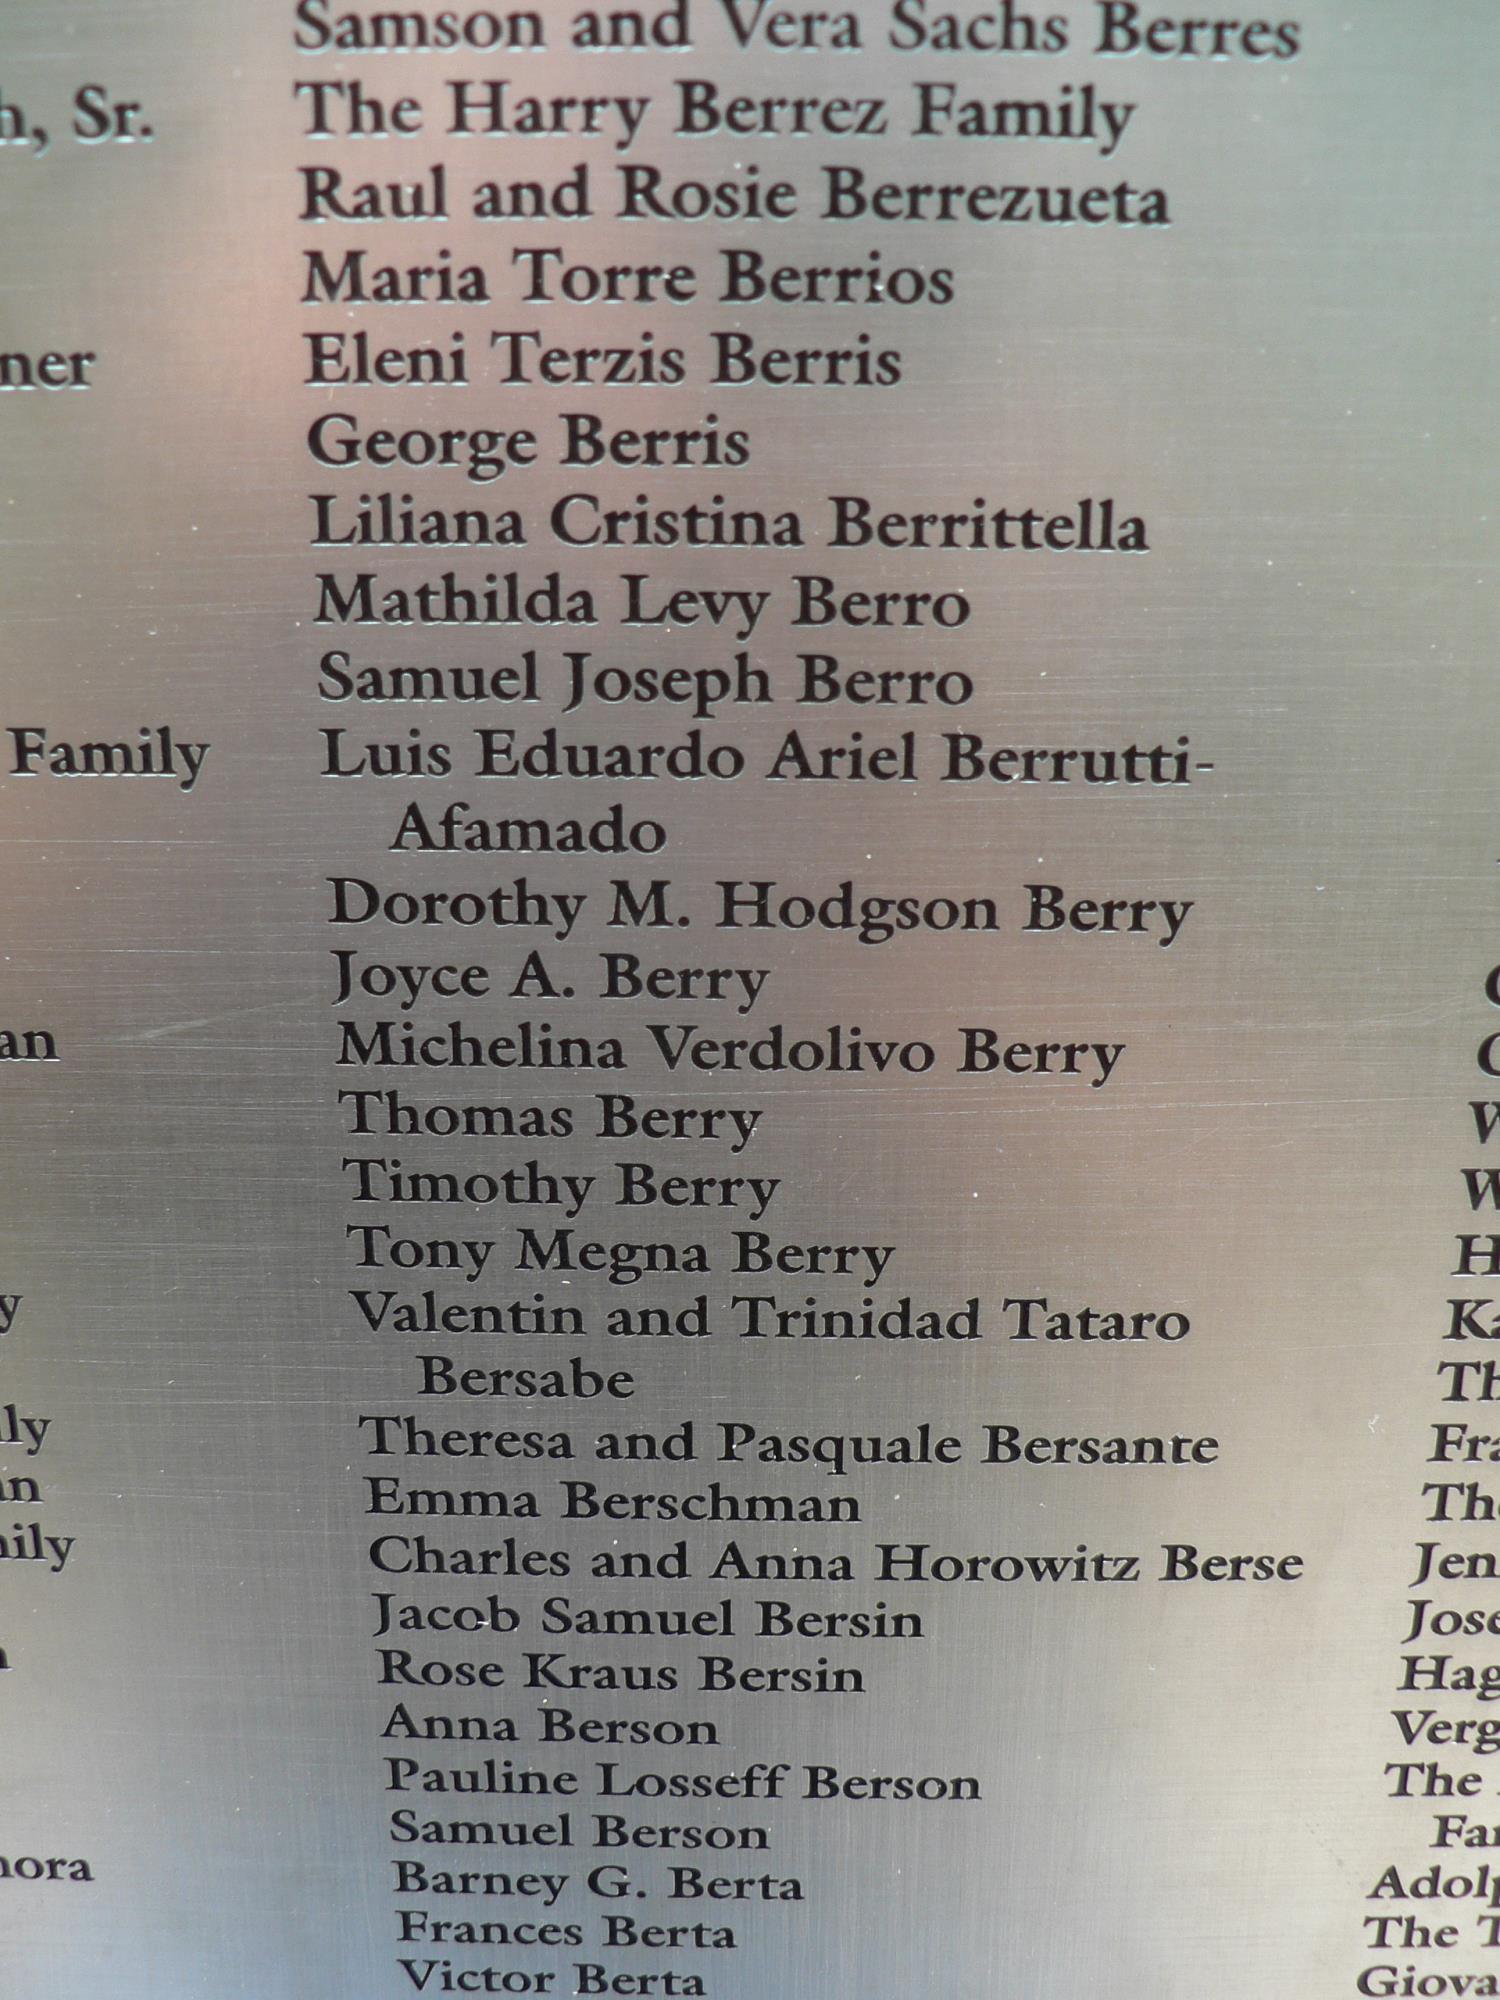 Samson and Vera Sachs Berres
The Harry Berrez Family
Raul and Rosie Berrezueta
Maria Torre Berrios
Eleni Terzis Berris
George Berris
Liliana Cristina Berrittella
Mathilda Levy Berro
Samuel Joseph Berro
Luis Eduardo Ariel Berrutti-
Afamado
Dorothy M. Hodgson Berry
Joyce A. Berry
Michelina Verdolivo Berry
Thomas Berry
Timothy Berry
Tony Megna Berry
Valentin and Trinidad Tataro
Bersabe
Theresa and Pasquale Bersante
Emma Berschman
Charles and Anna Horowitz Berse
Jacob Samuel Bersin
Rose Kraus Bersin
Anna Berson
Pauline Losseff Berson
Samuel Berson
Barney G. Berta
Frances Berta
Victor Berta
Sr.
Family
The
The